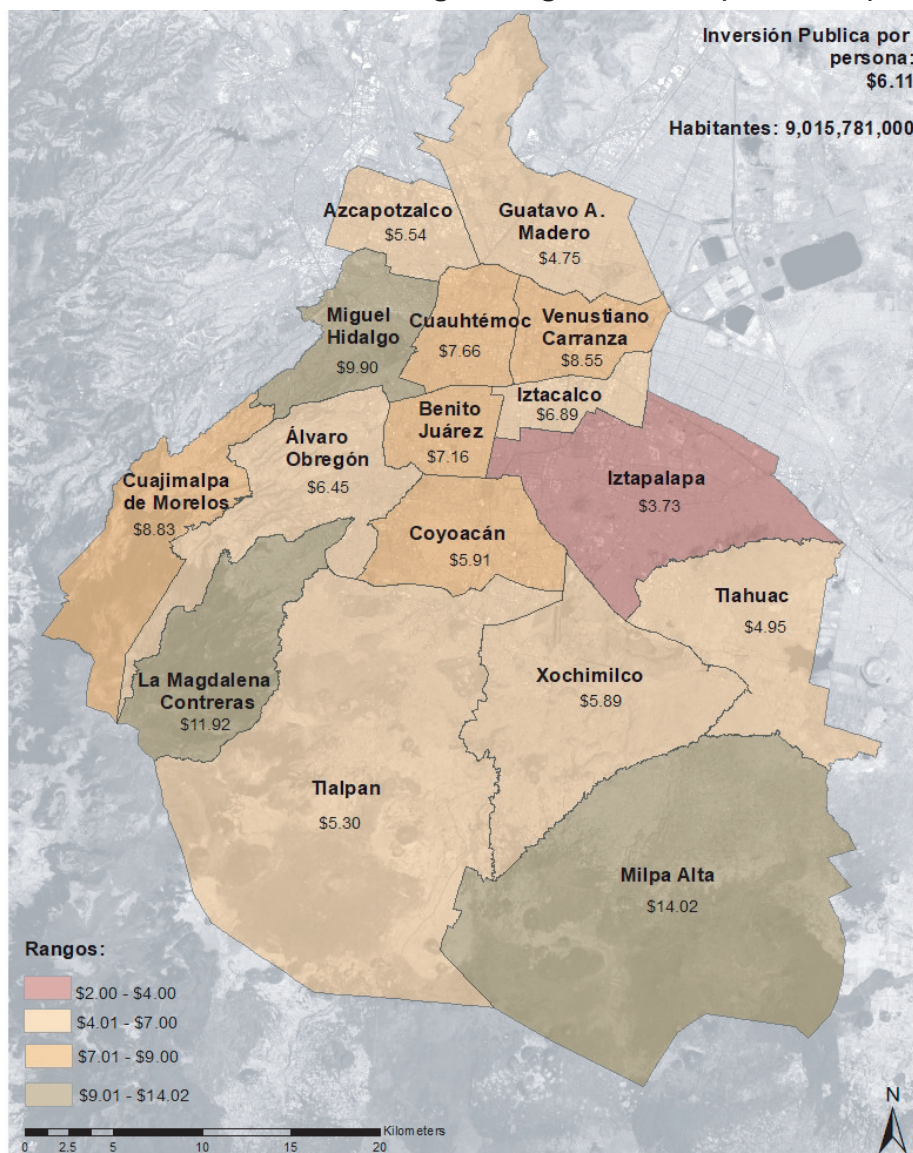 Inversión Publica por
persona:
$6.11
Habitantes: 9,015,781,000
Azcapotzalco
$5.54
Guatavo A.
Madero
$4.75
Miguel
Hidalgo
$9.90
Cuauhtémoc
$7.66
Venustiano
Carranza
$8.55
Iztacalco
$6.89
Benito
Juárez
$7.16
Álvaro
Obregón
$6.45
Cuajimalpa
de Morelos
$8.83
Iztapalapa
$3.73
Coyoacán
$5.91
Tlahuac
$4.95
La Magdalena
Contreras
$11.92
Xochimilco
$5.89
Tlalpan
$5.30
Milpa Alta
$14.02
Rangos:
$2.00 - $4.00
$4.01 - $7.00
$7.01 - $9.00
$9.01 - $14.02
Kilometers
0 2.5 5 10 15 20
N